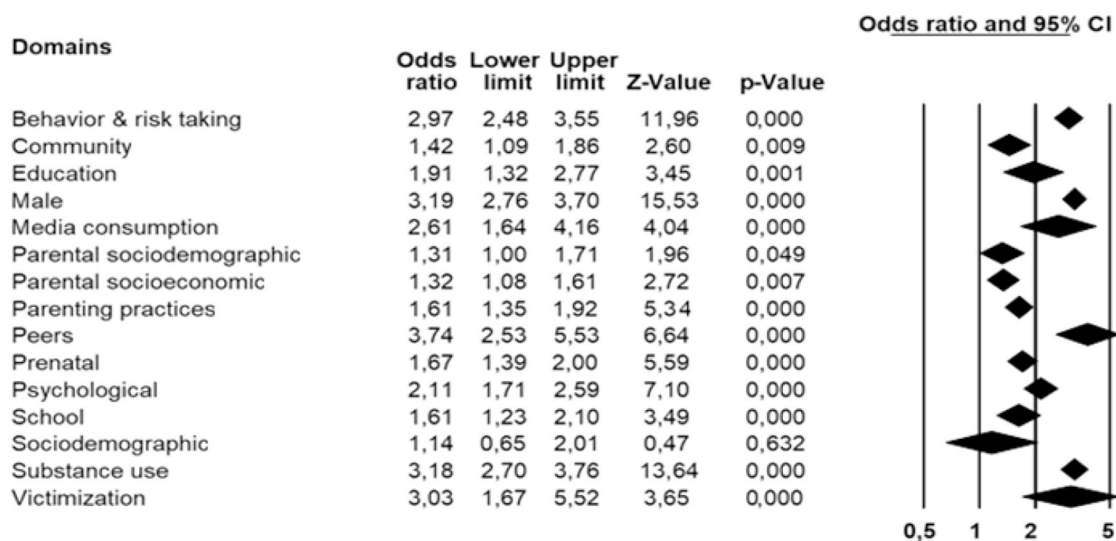 Odds ratio and 95% CI
Domains
Odds Lower Upper
ratio limit limit Z-Value p-Value
Behavior & risk taking 2,97 2,48 3,55 11,96 0,000
Community 1,42 1,09 1,86 2,60 0,009
Education 1,91 1,32 2,77 3,45 0,001
Male 3,19 2,76 3,70 15,53 0,000
Media consumption 2,61 1,64 4,16 4,04 0,000
Parental sociodemographic 1,31 1,00 1,71 1,96 0,049
Parental socioeconomic 1,32 1,08 1,61 2,72 0,007
Parenting practices 1,61 1,35 1,92 5,34 0,000
Peers 3,74 2,53 5,53 6,64 0,000
Prenatal 1,67 1,39 2,00 5,59 0,000
Psychological 2,11 1,71 2,59 7,10 0,000
School 1,61 1,23 2,10 3,49 0,000
Sociodemographic 1,14 0,65 2,01 0,47 0,632
Substance use 3,18 2,70 3,76 13,64 0,000
Victimization 3,03 1,67 5,52 3,65 0,000
0,5 1 2 5